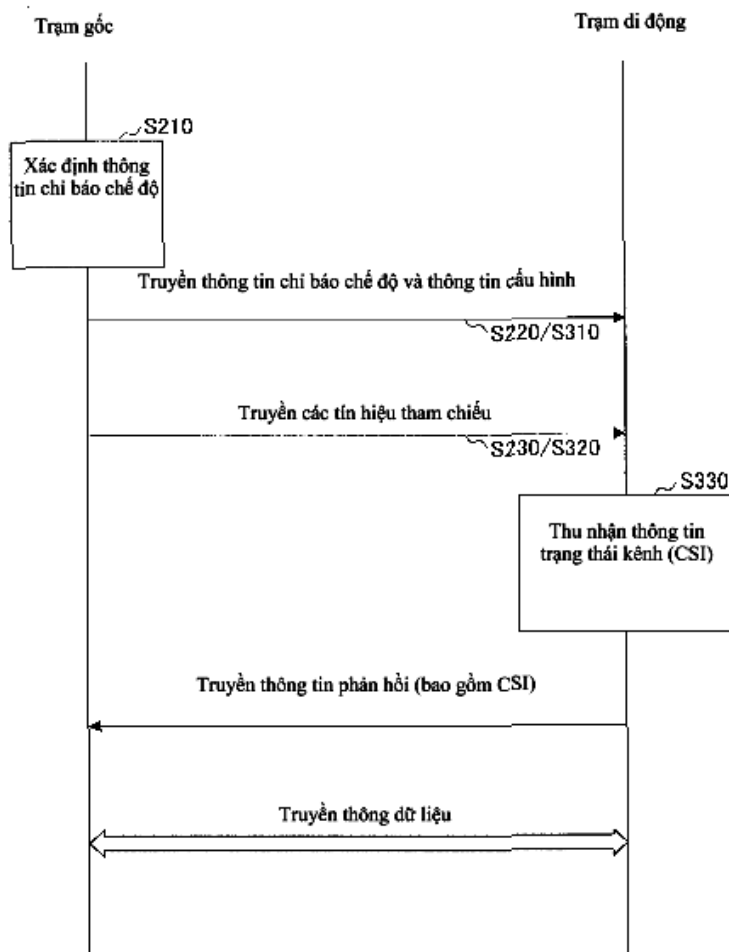 Trạm gốc
Trạm di động
S210
Xác định thông
tin chỉ báo chế độ
Truyền thông tin chỉ báo chế độ và thông tin cấu hình
S220/S310
Truyền các tín hiệu tham chiếu
S230/S320
S330
Thu nhận thông tin
trạng thái kênh (CSI)
Truyền thông tin phản hồi (bao gồm CSI)
Truyền thông dữ liệu